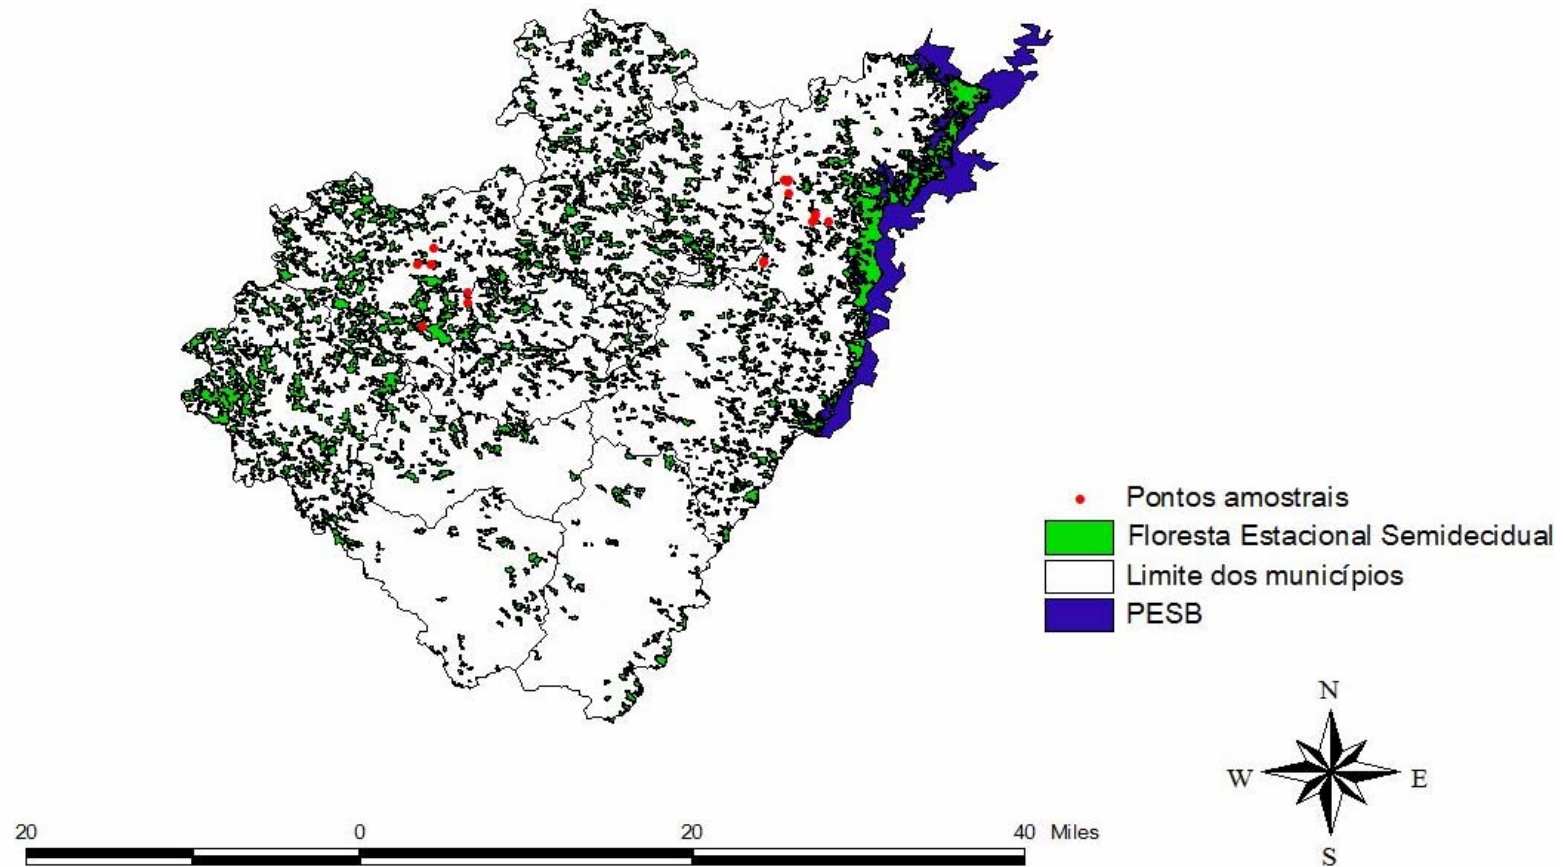 Pontos amostrais
Floresta Estacional Semidecidual
Limite dos municípios
PESB
N
W E
S
20 0 20 40 Miles